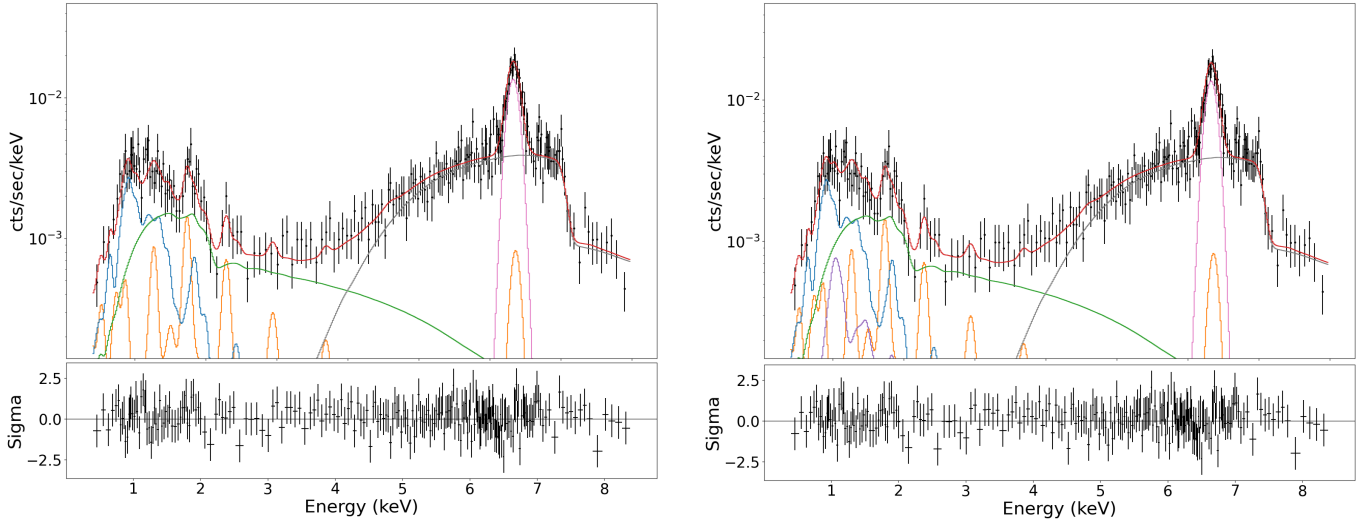 cts/sec/keV
10⁻²
10⁻³
Sigma
2.5
0.0
−2.5
1 2 3 4 5 6 7 8
Energy (keV)
cts/sec/keV
10⁻²
10⁻³
Sigma
2.5
0.0
−2.5
1 2 3 4 5 6 7 8
Energy (keV)